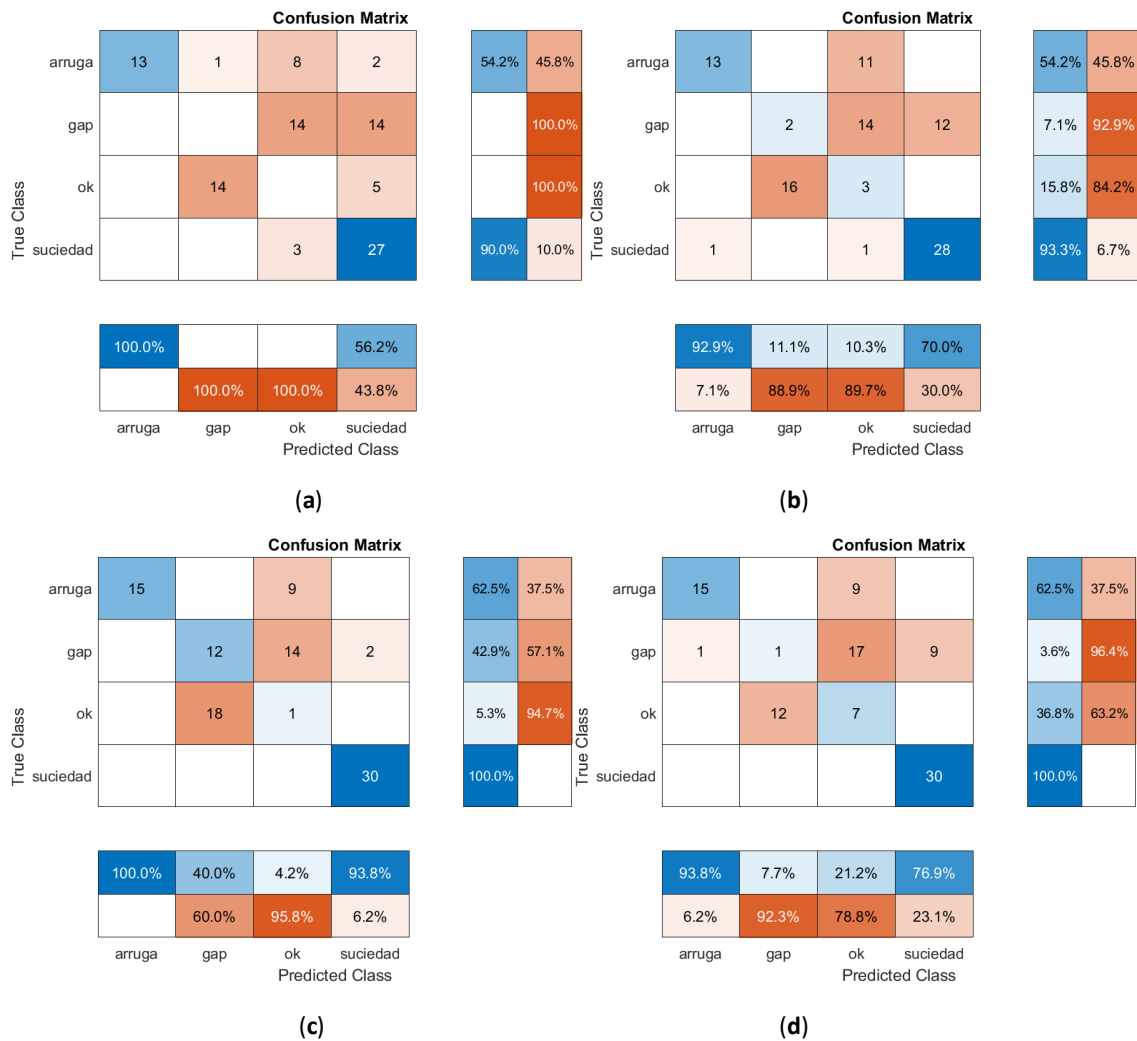 Confusion Matrix
arruga 13 1 8 2 54.2% 45.8%
gap 14 14 100.0%
ok 14 5 100.0%
suciedad 3 27 90.0% 10.0%
True Class
100.0% 56.2%
100.0% 100.0% 43.8%
arruga gap ok suciedad
Predicted Class
(a)
Confusion Matrix
arruga 13 11 54.2% 45.8%
gap 2 14 12 7.1% 92.9%
ok 16 3 15.8% 84.2%
suciedad 1 1 28 93.3% 6.7%
True Class
92.9% 11.1% 10.3% 70.0%
7.1% 88.9% 89.7% 30.0%
arruga gap ok suciedad
Predicted Class
(b)
Confusion Matrix
arruga 15 9 62.5% 37.5%
gap 12 14 2 42.9% 57.1%
ok 18 1 5.3% 94.7%
suciedad 30 100.0%
True Class
100.0% 40.0% 4.2% 93.8%
60.0% 95.8% 6.2%
arruga gap ok suciedad
Predicted Class
(c)
Confusion Matrix
arruga 15 9 62.5% 37.5%
gap 1 1 17 9 3.6% 96.4%
ok 12 7 36.8% 63.2%
suciedad 30 100.0%
True Class
93.8% 7.7% 21.2% 76.9%
6.2% 92.3% 78.8% 23.1%
arruga gap ok suciedad
Predicted Class
(d)